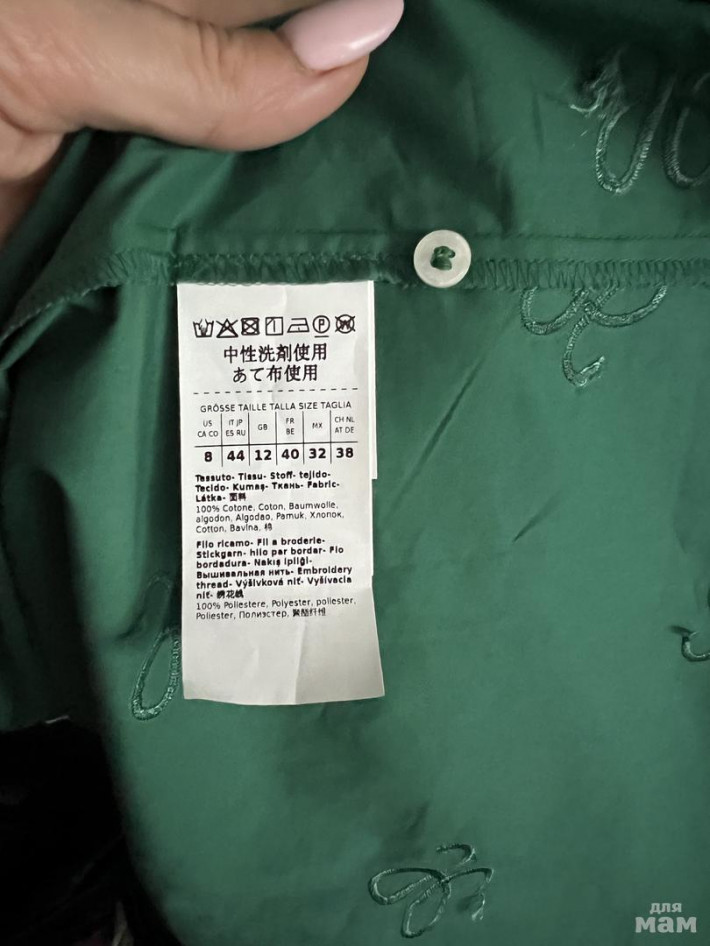 中性洗剤使用
あて布使用
GRÖSSE TAILLE TALLA SIZE TAGLIA
US CA CO IT JP ES RU GB FR BE MX CH NL AT DE
8 44 12 40 32 38
Tessuto- Tissu- Stoff- tejido-
Tecido- Kumaş- Ткань- Fabric-
Látka- 面料
100% Cotone, Coton, Baumwolle,
algodon, Algodao, Pamuk, Хлопок,
Cotton, Bavlna, 棉
Filo ricamo- Fil a broderie-
Stickgarn- hilo par bordar- Fio
bordadura- Nakış ipliği-
Вышивальная нить- Embroidery
thread- Výšivková niť- Vyšívacia
niť- 绣花线
100% Poliestere, Polyester, poliester,
Poliester, Полиэстер, 聚酯纤维
для
мам